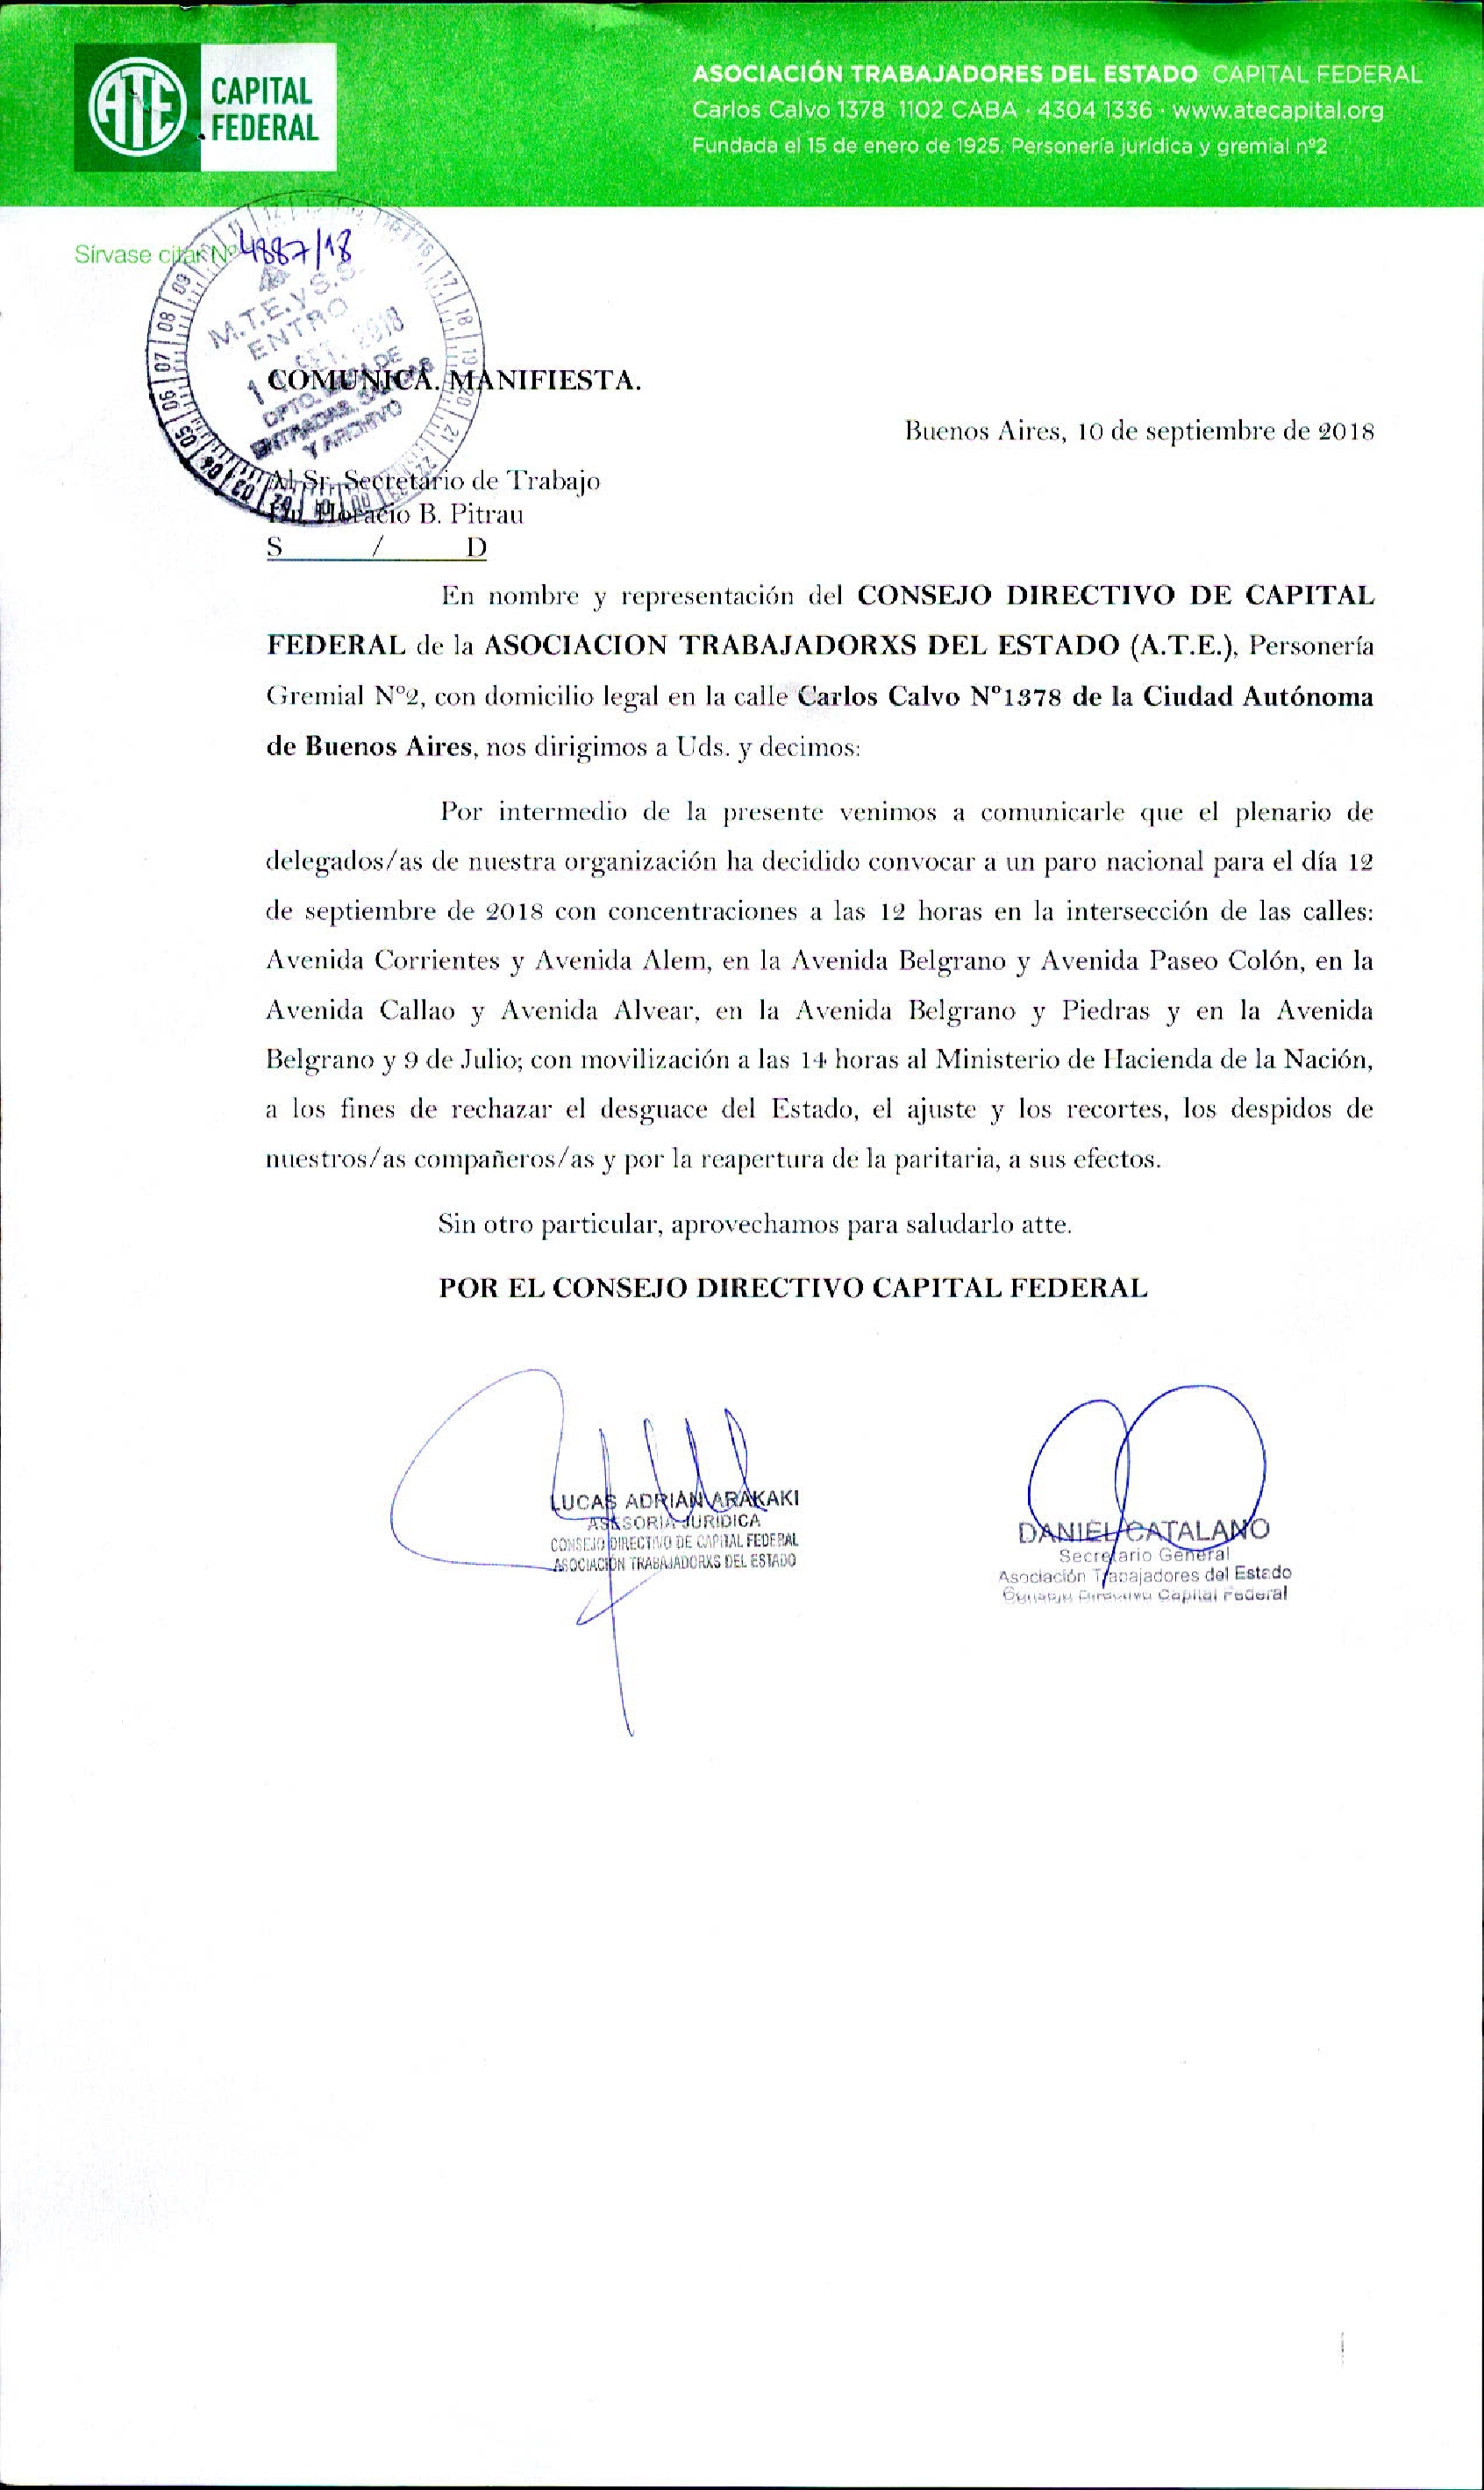 ATE CAPITAL FEDERAL
ASOCIACIÓN TRABAJADORES DEL ESTADO CAPITAL FEDERAL
Carlos Calvo 1378 1102 CABA · 4304 1336 · www.atecapital.org
Fundada el 15 de enero de 1925. Personería jurídica y gremial nº2
Sírvase citar Nº 4887/18
M.T.E.y S.S.
ENTRO
2018
DPTO. DE
ENTRADAS, SALIDAS
Y ARCHIVO
COMUNICA. MANIFIESTA.
Buenos Aires, 10 de septiembre de 2018
Al Sr. Secretario de Trabajo
Horacio B. Pitrau
S / D
En nombre y representación del CONSEJO DIRECTIVO DE CAPITAL
FEDERAL de la ASOCIACION TRABAJADORXS DEL ESTADO (A.T.E.), Personería
Gremial Nº2, con domicilio legal en la calle Carlos Calvo Nº1378 de la Ciudad Autónoma
de Buenos Aires, nos dirigimos a Uds. y decimos:
Por intermedio de la presente venimos a comunicarle que el plenario de
delegados/as de nuestra organización ha decidido convocar a un paro nacional para el día 12
de septiembre de 2018 con concentraciones a las 12 horas en la intersección de las calles:
Avenida Corrientes y Avenida Alem, en la Avenida Belgrano y Avenida Paseo Colón, en la
Avenida Callao y Avenida Alvear, en la Avenida Belgrano y Piedras y en la Avenida
Belgrano y 9 de Julio; con movilización a las 14 horas al Ministerio de Hacienda de la Nación,
a los fines de rechazar el desguace del Estado, el ajuste y los recortes, los despidos de
nuestros/as compañeros/as y por la reapertura de la paritaria, a sus efectos.
Sin otro particular, aprovechamos para saludarlo atte.
POR EL CONSEJO DIRECTIVO CAPITAL FEDERAL
LUCAS ADRIAN ARAKAKI
ASESORIA JURIDICA
CONSEJO DIRECTIVO DE CAPITAL FEDERAL
ASOCIACIÓN TRABAJADORXS DEL ESTADO
DANIEL CATALANO
Secretario General
Asociación Trabajadores del Estado
Consejo Directivo Capital Federal